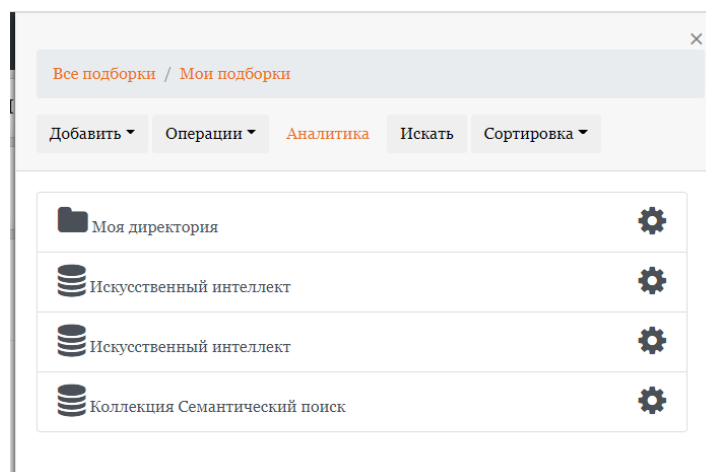 ×
Все подборки / Мои подборки
Добавить Операции Аналитика Искать Сортировка
Моя директория
Искусственный интеллект
Искусственный интеллект
Коллекция Семантический поиск